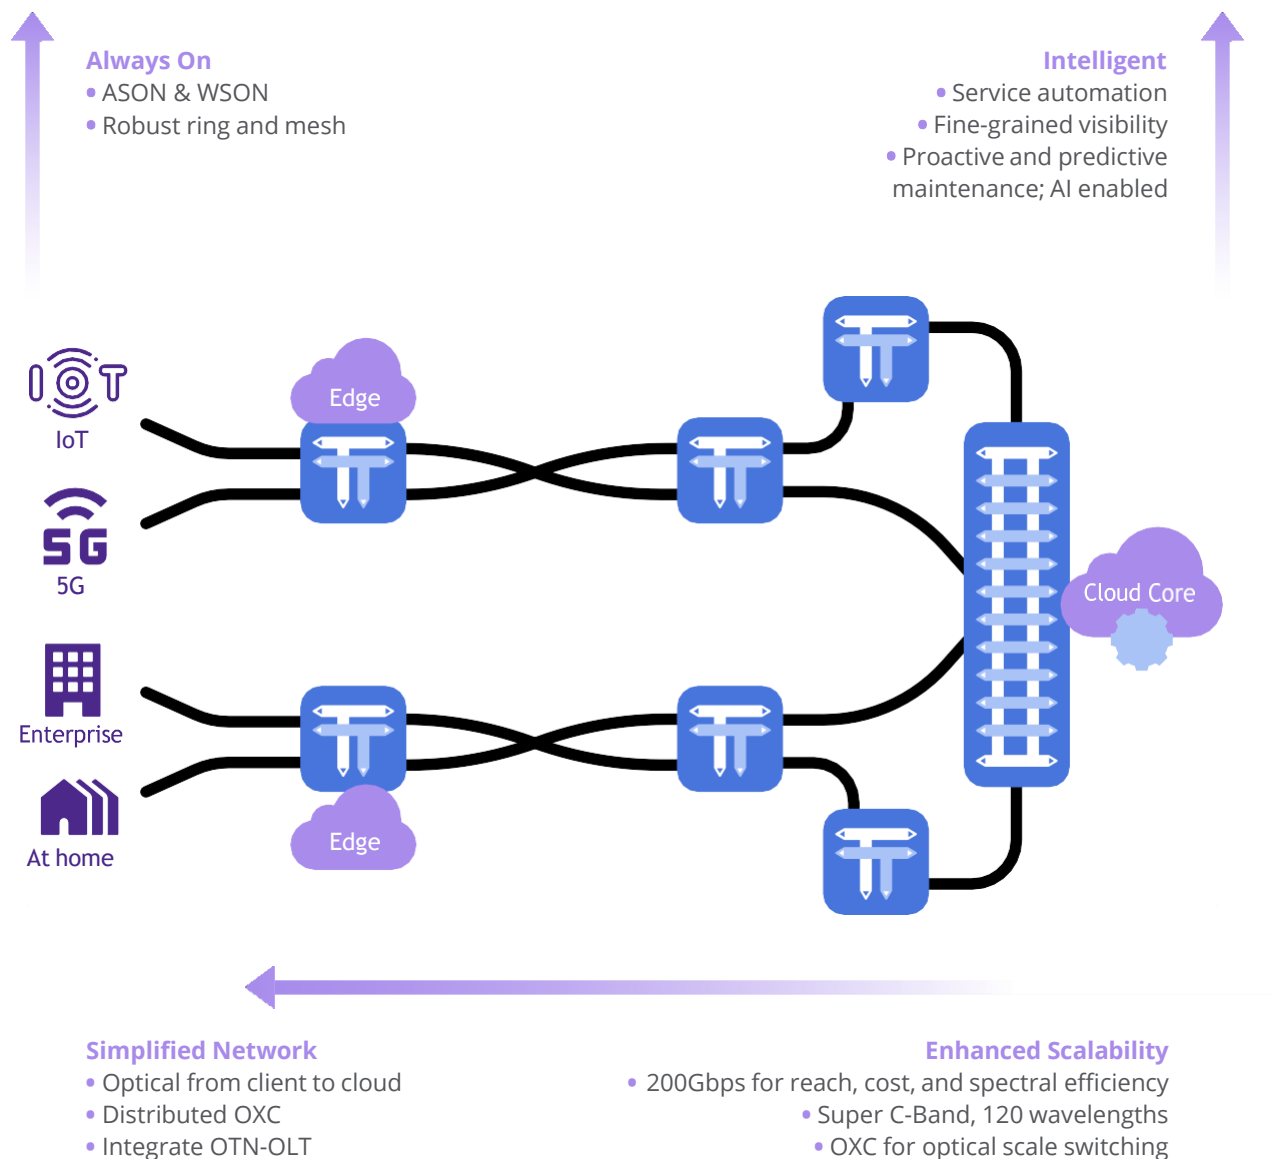 Always On
• ASON & WSON
• Robust ring and mesh
Intelligent
• Service automation
• Fine-grained visibility
• Proactive and predictive
maintenance; AI enabled
IOT
IoT
Edge
5G
5G
Cloud Core
Enterprise
At home
Edge
Simplified Network
• Optical from client to cloud
• Distributed OXC
• Integrate OTN-OLT
Enhanced Scalability
• 200Gbps for reach, cost, and spectral efficiency
• Super C-Band, 120 wavelengths
• OXC for optical scale switching